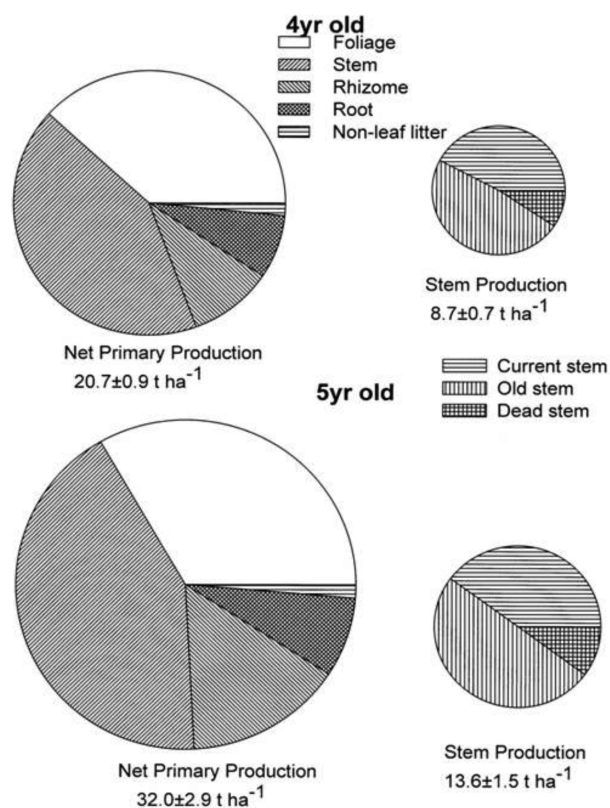 4yr old
Foliage
Stem
Rhizome
Root
Non-leaf litter
Stem Production
8.7±0.7 t ha⁻¹
Net Primary Production
20.7±0.9 t ha⁻¹
Current stem
Old stem
Dead stem
5yr old
Net Primary Production
32.0±2.9 t ha⁻¹
Stem Production
13.6±1.5 t ha⁻¹